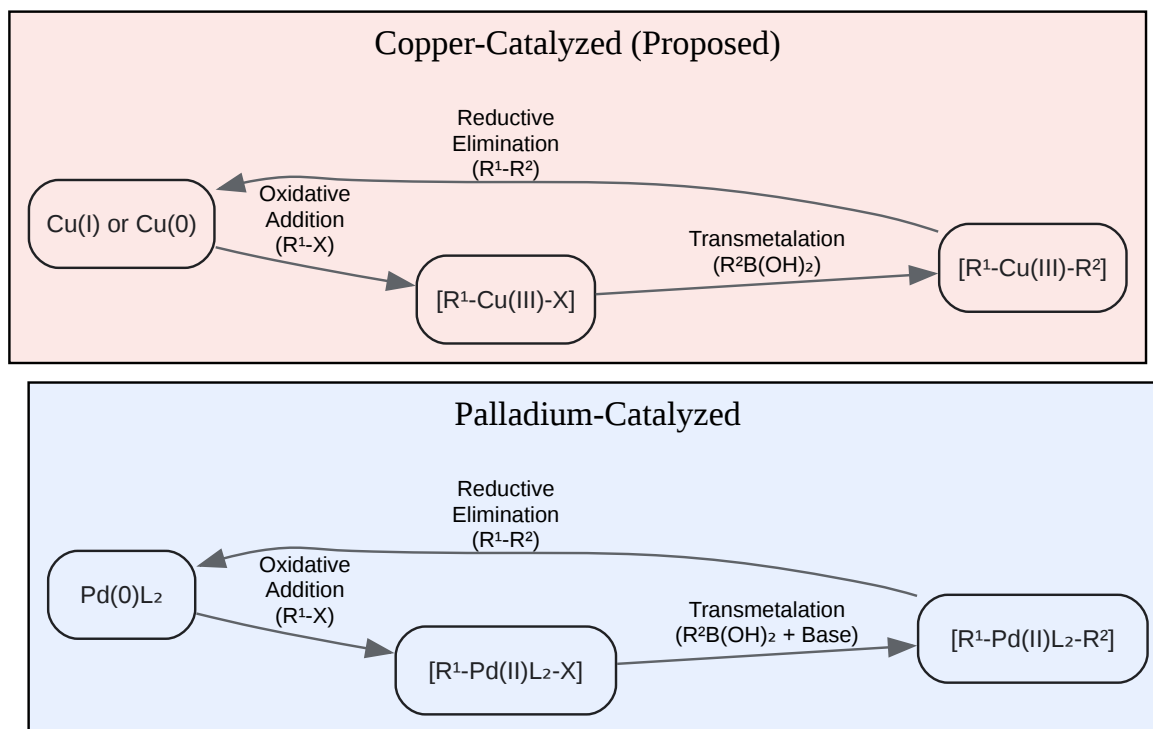 Copper-Catalyzed (Proposed)
Reductive
Elimination
(R¹-R²)
Oxidative
Addition
(R¹-X)
Cu(I) or Cu(0)
Transmetalation
(R²B(OH)₂)
[R¹-Cu(III)-X]
[R¹-Cu(III)-R²]
Palladium-Catalyzed
Reductive
Elimination
(R¹-R²)
Oxidative
Addition
(R¹-X)
Pd(0)L₂
Transmetalation
(R²B(OH)₂ + Base)
[R¹-Pd(II)L₂-X]
[R¹-Pd(II)L₂-R²]